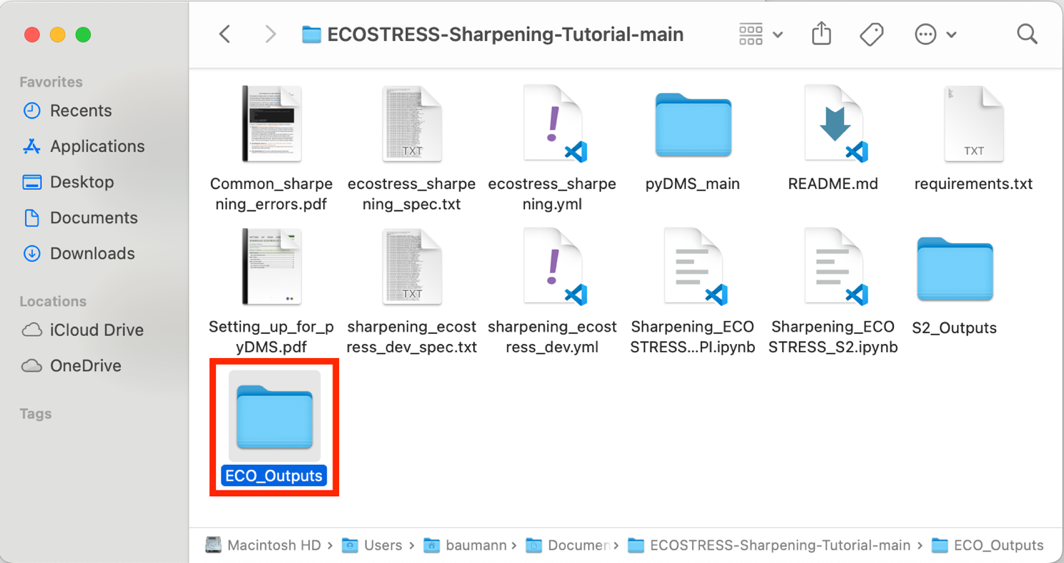 ECOSTRESS-Sharpening-Tutorial-main
Favorites
Recents
Applications
Desktop
Documents
Downloads
Locations
iCloud Drive
OneDrive
Tags
Common_sharpe
ning_errors.pdf
TXT
ecostress_sharpe
ning_spec.txt
ecostress_sharpe
ning.yml
pyDMS_main
README.md
TXT
requirements.txt
Setting_up_for_p
yDMS.pdf
TXT
sharpening_ecost
ress_dev_spec.txt
sharpening_ecost
ress_dev.yml
Sharpening_ECO
STRESS...PI.ipynb
Sharpening_ECO
STRESS_S2.ipynb
S2_Outputs
ECO_Outputs
Macintosh HD › Users › baumann › Documen › ECOSTRESS-Sharpening-Tutorial-main › ECO_Outputs